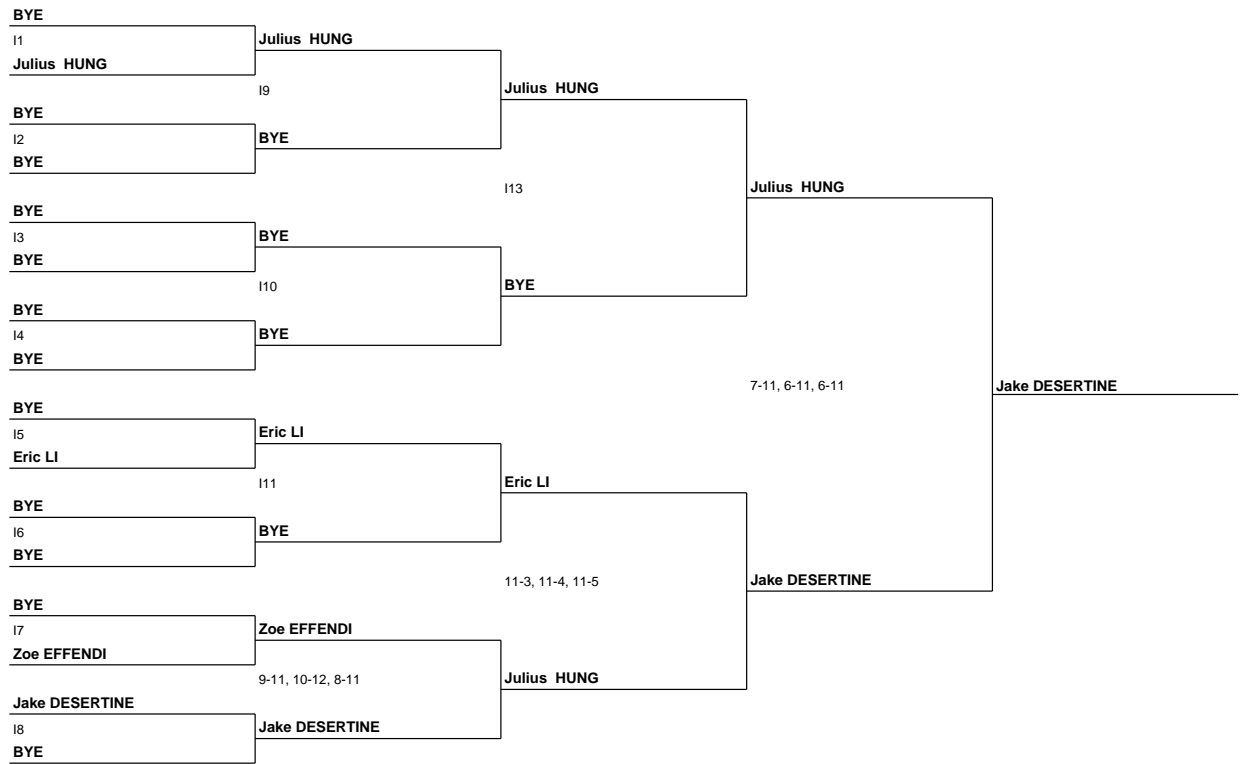 BYE
I1
Julius HUNG
BYE
I2
BYE
BYE
I3
BYE
BYE
I4
BYE
BYE
I5
Eric LI
BYE
I6
BYE
BYE
I7
Zoe EFFENDI
Jake DESERTINE
I8
BYE
Julius HUNG
I9
BYE
BYE
I10
BYE
Eric LI
I11
BYE
Zoe EFFENDI
9-11, 10-12, 8-11
Jake DESERTINE
Julius HUNG
I13
BYE
Eric LI
11-3, 11-4, 11-5
Julius HUNG
Julius HUNG
7-11, 6-11, 6-11
Jake DESERTINE
Jake DESERTINE